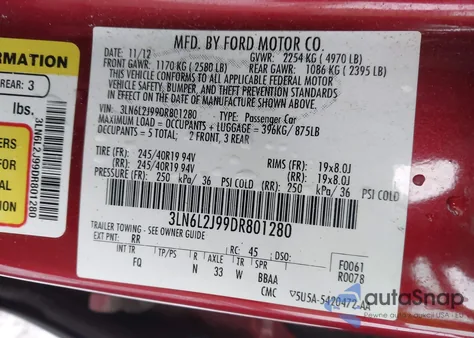 FORMATION
REAR: 3
lbs.
3LN6L2J99DR801280
MFD. BY FORD MOTOR CO.
DATE: 11/12 GVWR: 2254 KG ( 4970 LB)
FRONT GAWR: 1170 KG ( 2580 LB) REAR GAWR: 1086 KG ( 2395 LB)
THIS VEHICLE CONFORMS TO ALL APPLICABLE FEDERAL MOTOR
VEHICLE SAFETY, BUMPER, AND THEFT PREVENTION STANDARDS IN
EFFECT ON THE DATE OF MANUFACTURE SHOWN ABOVE.
VIN: 3LN6L2J99DR801280 TYPE: Passenger Car
MAXIMUM LOAD = OCCUPANTS + LUGGAGE = 396KG/ 875LB
OCCUPANTS = 5 TOTAL: 2 FRONT, 3 REAR
TIRE (FR): 245/40R19 94V RIMS (FR): 19x8.0J
(RR): 245/40R19 94V (RR): 19x8.0J
PRESSURE (FR): 250 kPa/ 36 PSI COLD (RR): 250 kPa/ 36 PSI COLD
3LN6L2J99DR801280
TRAILER TOWING - SEE OWNER GUIDE
EXT PNT: RR RC: 45 DSO: F0061
R0078
INT TR TP/PS R AXLE TR SPR
FQ N 33 W BBAA
CMC 5U5A-5420472-AA
autoSnap